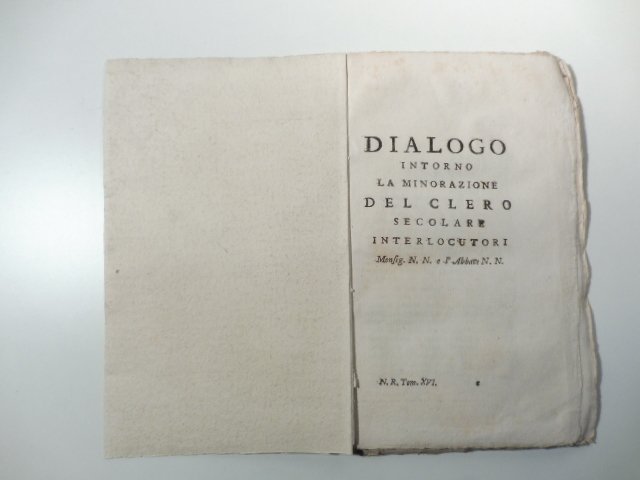 DIALOGO
INTORNO
LA MINORAZIONE
DEL CLERO
SECOLARE
INTERLOCUTORI
Monsig. N. N. e l'Abbate N. N.
N. R. Tom. XVI.